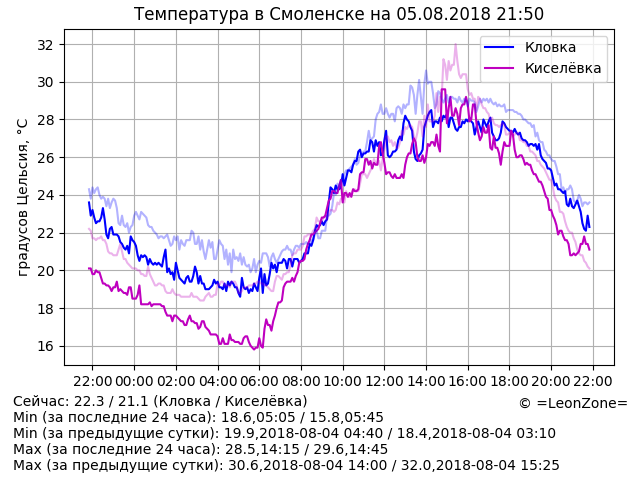 Температура в Смоленске на 05.08.2018 21:50
Кловка
Киселёвка
градусов Цельсия, °C
32
30
28
26
24
22
20
18
16
22:00 00:00 02:00 04:00 06:00 08:00 10:00 12:00 14:00 16:00 18:00 20:00 22:00
Сейчас: 22.3 / 21.1 (Кловка / Киселёвка)
© =LeonZone=
Min (за последние 24 часа): 18.6,05:05 / 15.8,05:45
Min (за предыдущие сутки): 19.9,2018-08-04 04:40 / 18.4,2018-08-04 03:10
Max (за последние 24 часа): 28.5,14:15 / 29.6,14:45
Max (за предыдущие сутки): 30.6,2018-08-04 14:00 / 32.0,2018-08-04 15:25